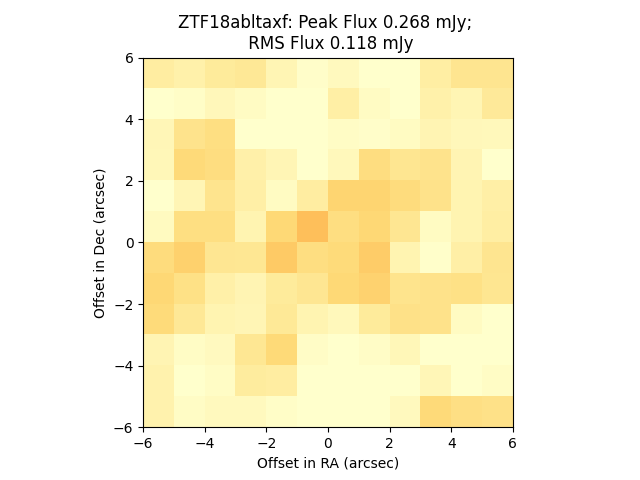 ZTF18abltaxf: Peak Flux 0.268 mJy;
RMS Flux 0.118 mJy
6
4
2
0
−2
−4
−6
Offset in Dec (arcsec)
−6 −4 −2 0 2 4 6
Offset in RA (arcsec)